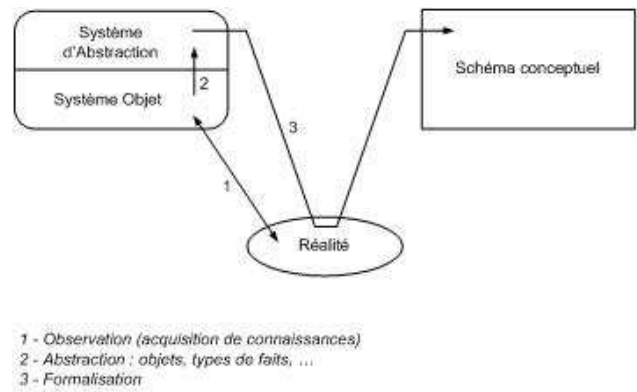 Système
d'Abstraction
Schéma conceptuel
2
Système Objet
3
1
Réalité
1 - Observation (acquisition de connaissances)
2 - Abstraction : objets, types de faits, ...
3 - Formalisation